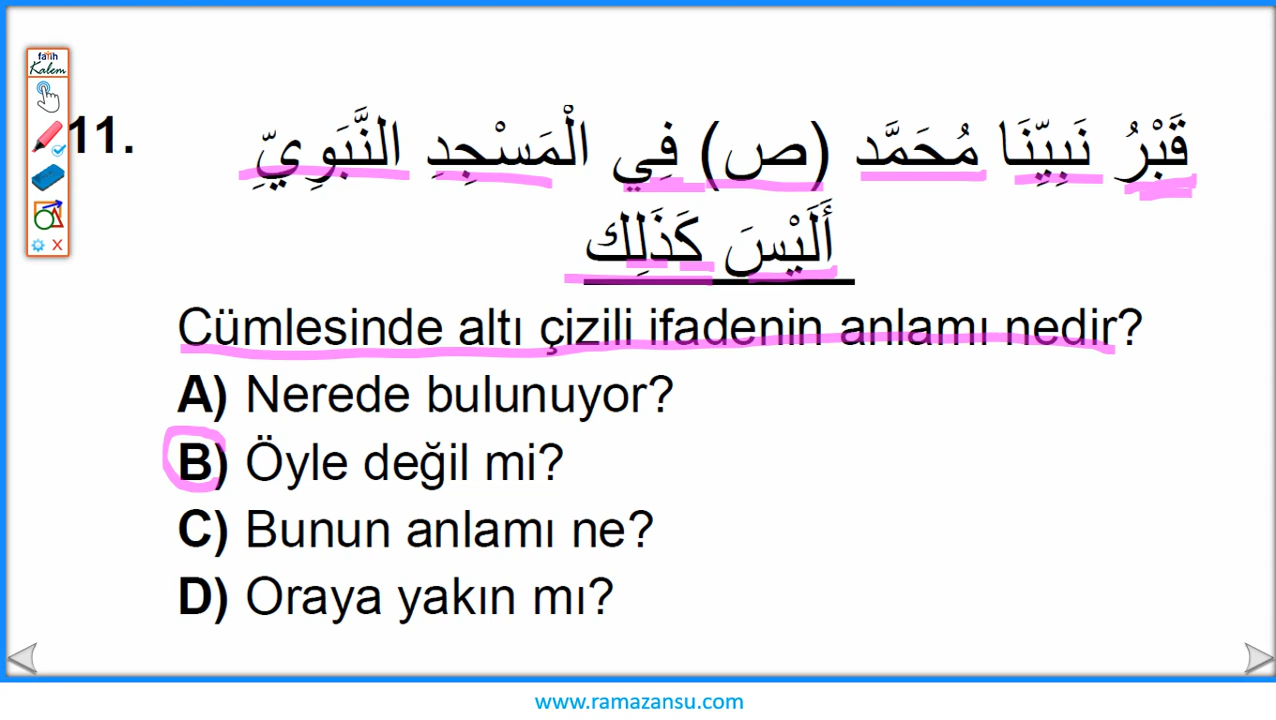 fatih
Kalem
11.
قَبْرُ نَبِيِّنَا مُحَمَّد (ص) فِي الْمَسْجِدِ النَّبَوِيِّ
أَلَيْسَ كَذَلِك
Cümlesinde altı çizili ifadenin anlamı nedir?
A) Nerede bulunuyor?
B) Öyle değil mi?
C) Bunun anlamı ne?
D) Oraya yakın mı?
www.ramazansu.com